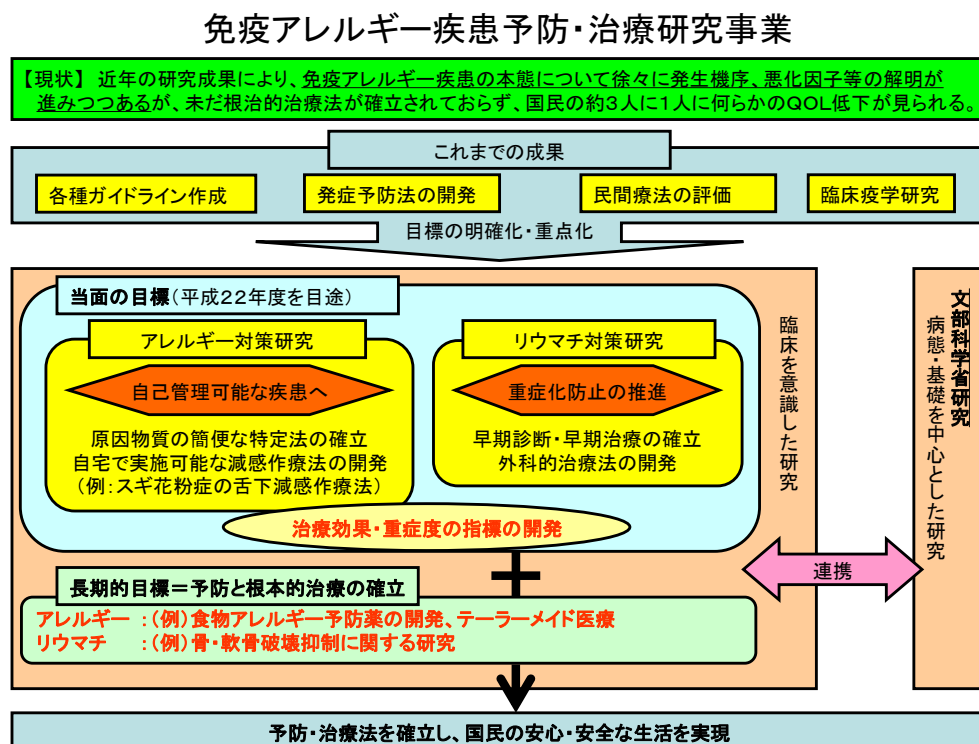 免疫アレルギー疾患予防・治療研究事業
【現状】 近年の研究成果により、免疫アレルギー疾患の本態について徐々に発生機序、悪化因子等の解明が
進みつつあるが、未だ根治的治療法が確立されておらず、国民の約３人に１人に何らかのＱＯＬ低下が見られる。
これまでの成果
各種ガイドライン作成
発症予防法の開発
民間療法の評価
臨床疫学研究
目標の明確化・重点化
当面の目標（平成２２年度を目途）
アレルギー対策研究
自己管理可能な疾患へ
原因物質の簡便な特定法の確立
自宅で実施可能な減感作療法の開発
（例：スギ花粉症の舌下減感作療法）
リウマチ対策研究
重症化防止の推進
早期診断・早期治療の確立
外科的治療法の開発
治療効果・重症度の指標の開発
臨床を意識した研究
文部科学省研究
病態・基礎を中心とした研究
連携
長期的目標＝予防と根本的治療の確立
アレルギー ：（例）食物アレルギー予防薬の開発、テーラーメイド医療
リウマチ ：（例）骨・軟骨破壊抑制に関する研究
予防・治療法を確立し、国民の安心・安全な生活を実現